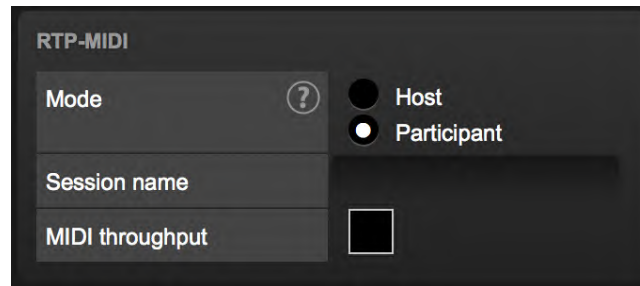 RTP-MIDI
Mode ? Host
Participant
Session name
MIDI throughput